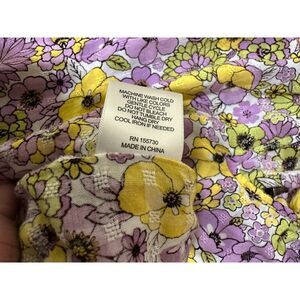 MACHINE WASH COLD
WITH LIKE COLORS
GENTLE CYCLE
DO NOT BLEACH
DO NOT TUMBLE DRY
HANG DRY
COOL IRON IF NEEDED
RN 155730
MADE IN CHINA